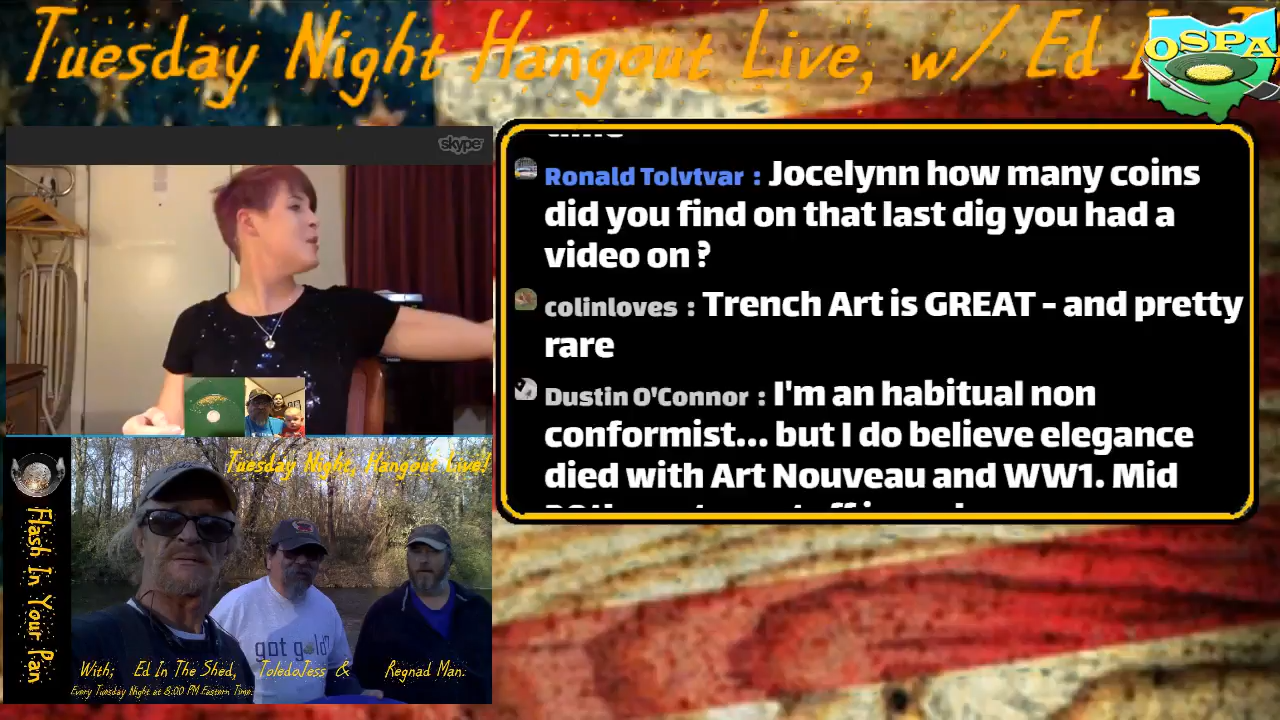 Tuesday Night Hangout Live, w/ Ed
OSPA
skype
Ronald Tolvtvar : Jocelynn how many coins
did you find on that last dig you had a
video on ?
colinloves : Trench Art is GREAT - and pretty
rare
Dustin O'Connor : I'm an habitual non
conformist... but I do believe elegance
died with Art Nouveau and WW1. Mid
Tuesday Night, Hangout Live!
Flash In Your Pan
got gold?
With; Ed In The Shed, ToledoJess & Regnad Man.
Every Tuesday Night at 8:00 PM Eastern Time.